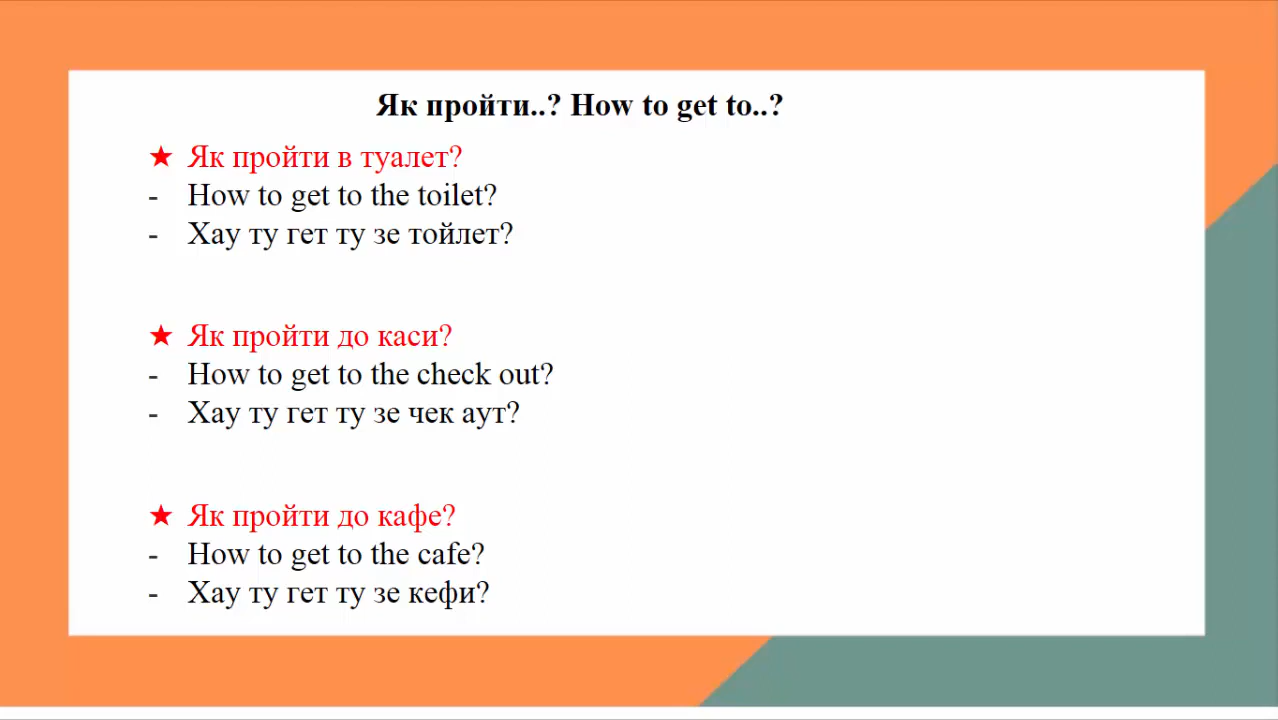 Як пройти..? How to get to..?
★ Як пройти в туалет?
- How to get to the toilet?
- Хау ту гет ту зе тойлет?
★ Як пройти до каси?
- How to get to the check out?
- Хау ту гет ту зе чек аут?
★ Як пройти до кафе?
- How to get to the cafe?
- Хау ту гет ту зе кефи?